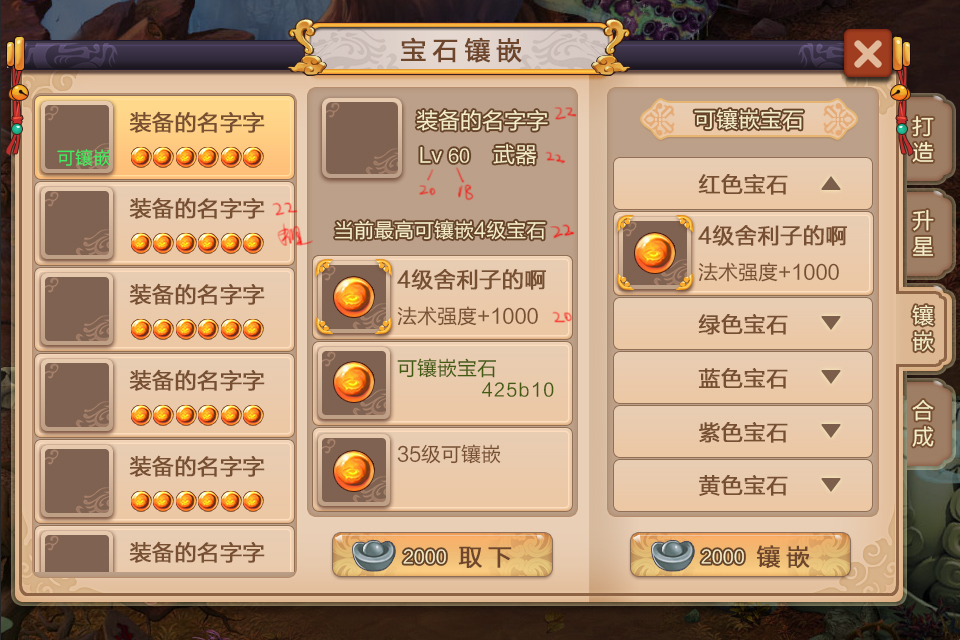 宝石镶嵌
装备的名字字
可镶嵌
装备的名字字 22
装备的名字字
装备的名字字
装备的名字字
装备的名字字
装备的名字字 22
Lv 60 武器 22
20 18
当前最高可镶嵌4级宝石 22
4级舍利子的啊
法术强度+1000 20
可镶嵌宝石
425b10
35级可镶嵌
2000 取下
可镶嵌宝石
红色宝石
4级舍利子的啊
法术强度+1000
绿色宝石
蓝色宝石
紫色宝石
黄色宝石
2000 镶嵌
打造
升星
镶嵌
合成